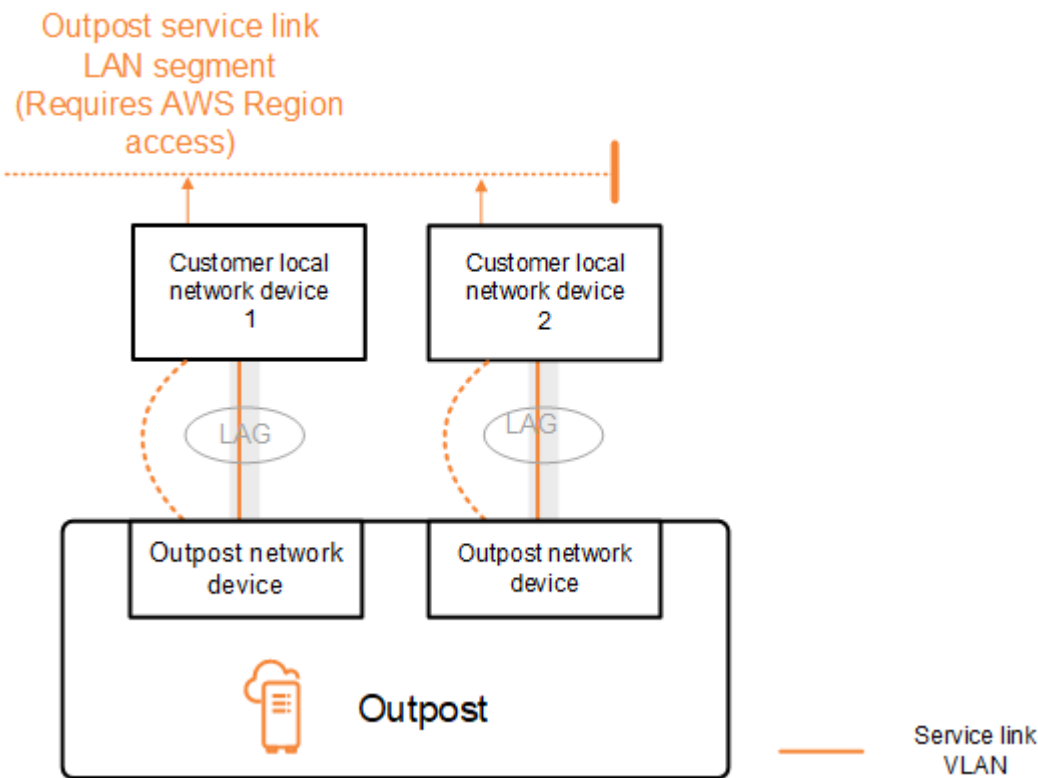 Outpost service link
LAN segment
(Requires AWS Region
access)
Customer local
network device
1
Customer local
network device
2
LAG
LAG
Outpost network
device
Outpost network
device
Outpost
Service link
VLAN